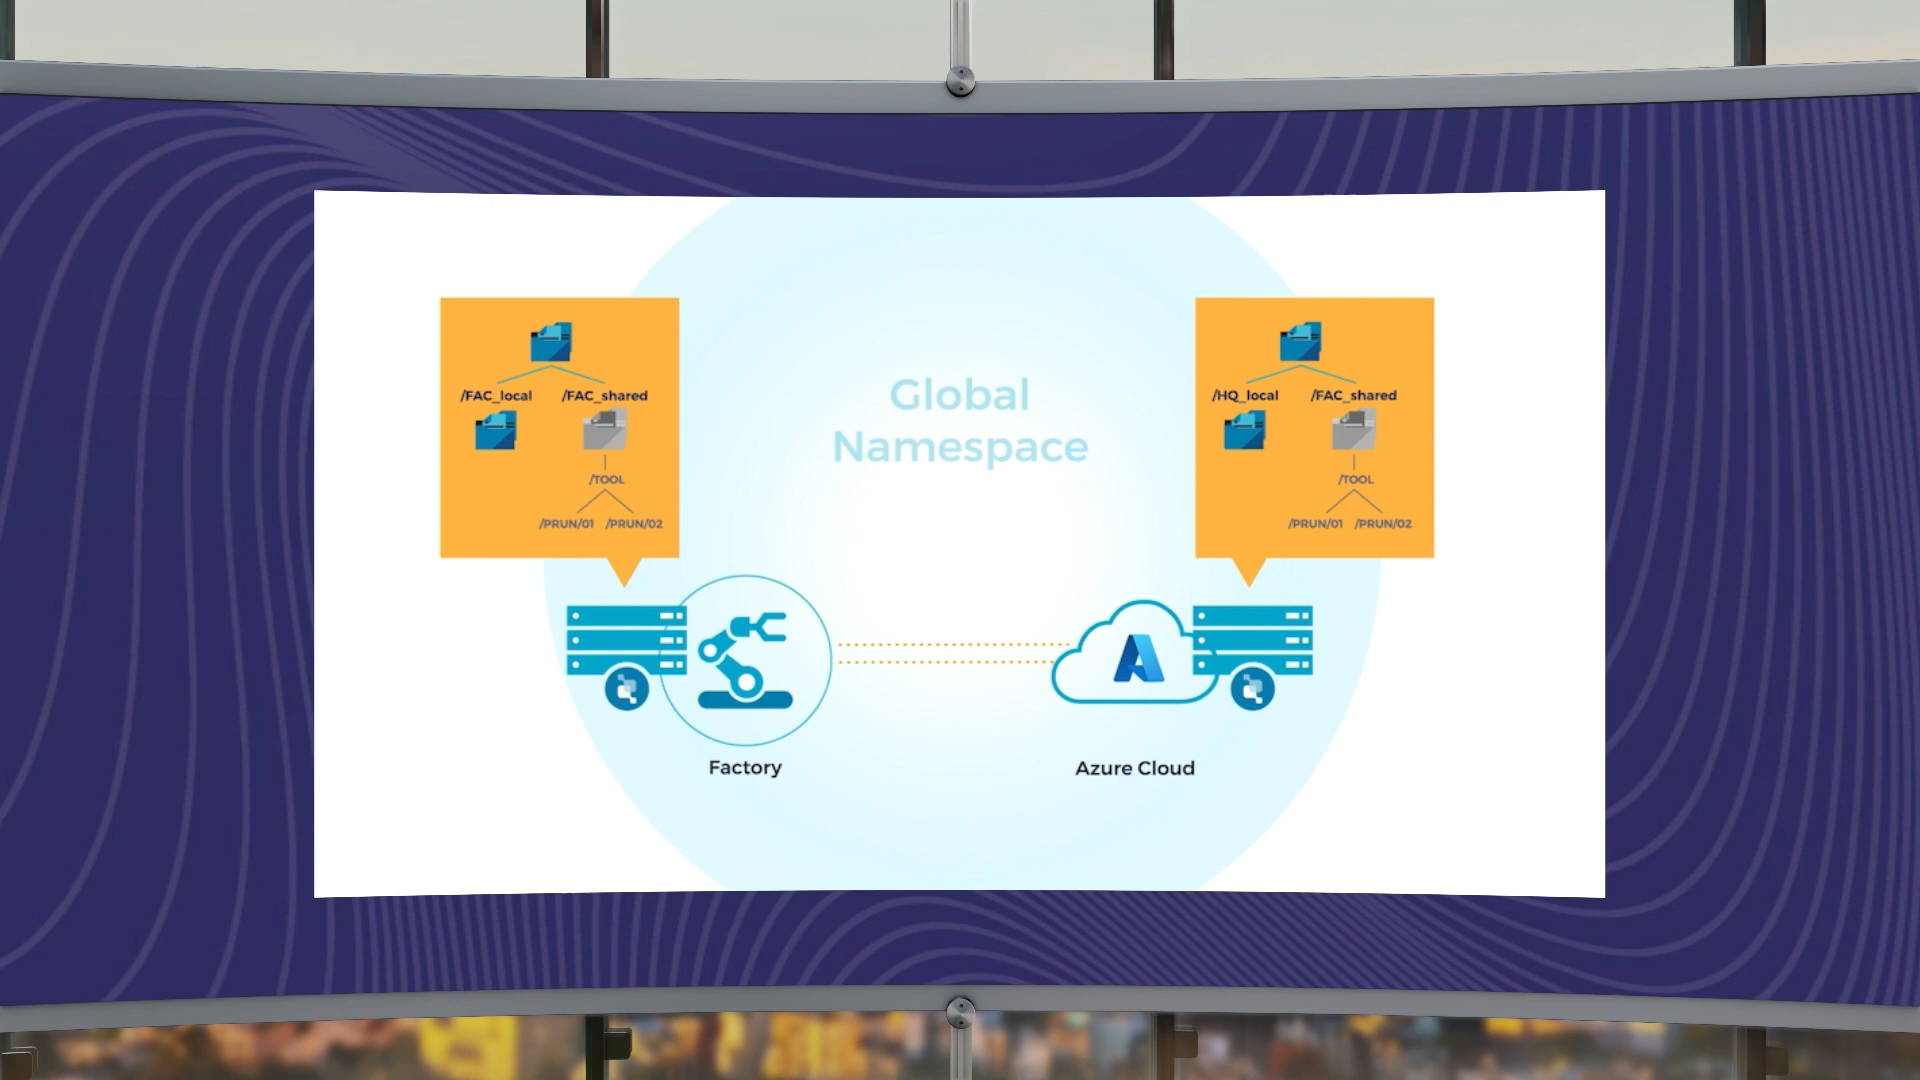 Global
Namespace
/FAC_local /FAC_shared
/TOOL
/PRUN/01 /PRUN/02
/HQ_local /FAC_shared
/TOOL
/PRUN/01 /PRUN/02
Factory
Azure Cloud